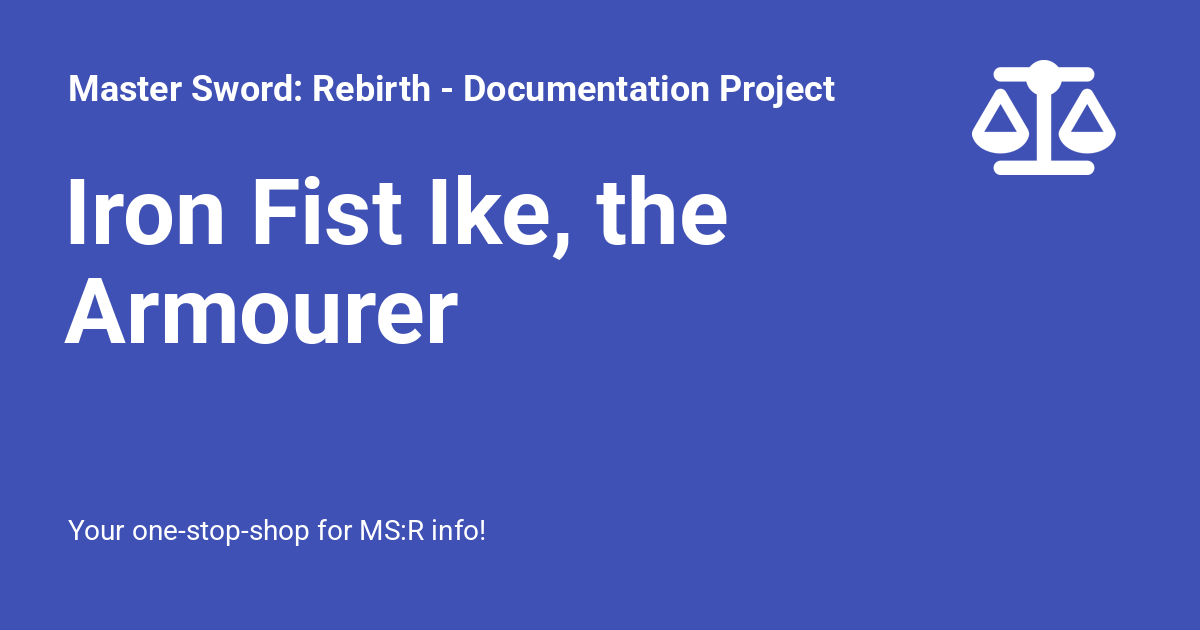 Master Sword: Rebirth - Documentation Project
Iron Fist Ike, the
Armourer
Your one-stop-shop for MS:R info!